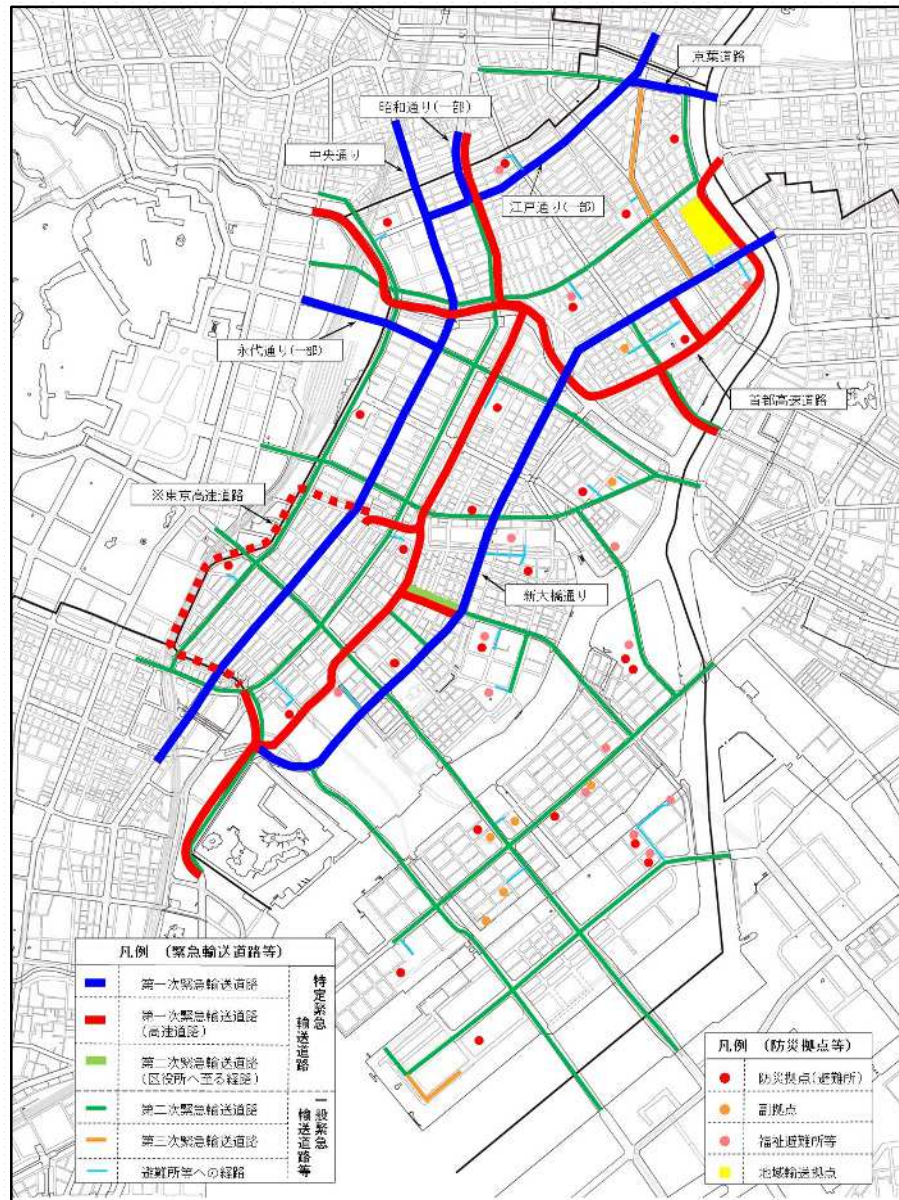 京葉道路
昭和通り(一部)
中央通り
江戸通り(一部)
永代通り(一部)
首都高速道路
※東京高速道路
新大橋通り
凡例 (緊急輸送道路等)
第一次緊急輸送道路
第一次緊急輸送道路
(高速道路)
第二次緊急輸送道路
(区役所へ至る経路)
特定緊急
輸送道路
第二次緊急輸送道路
第三次緊急輸送道路
避難所等への経路
一般緊急
輸送道路等
凡例 (防災拠点等)
防災拠点(避難所)
副拠点
福祉避難所等
地域輸送拠点